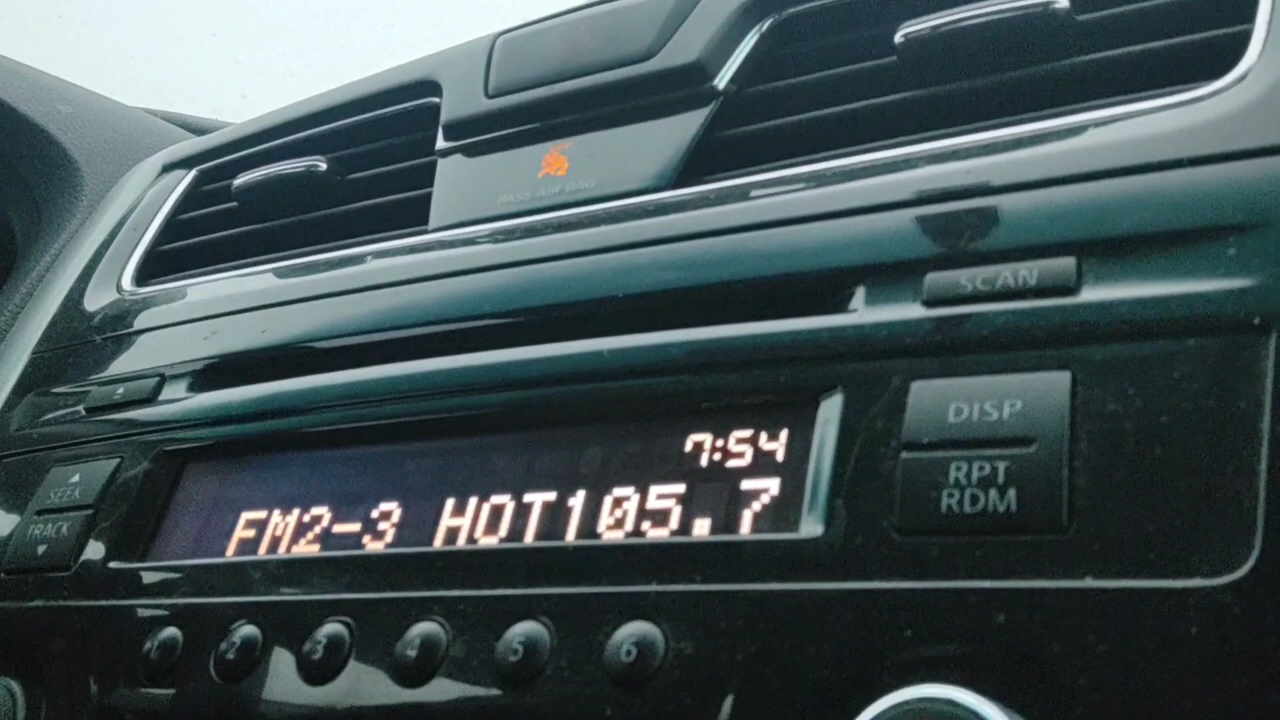 PASS AIR BAG
SCAN
DISP
RPT
RDM
SEEK
TRACK
7:54
FM2-3 HOT105.7
1 2 3 4 5 6